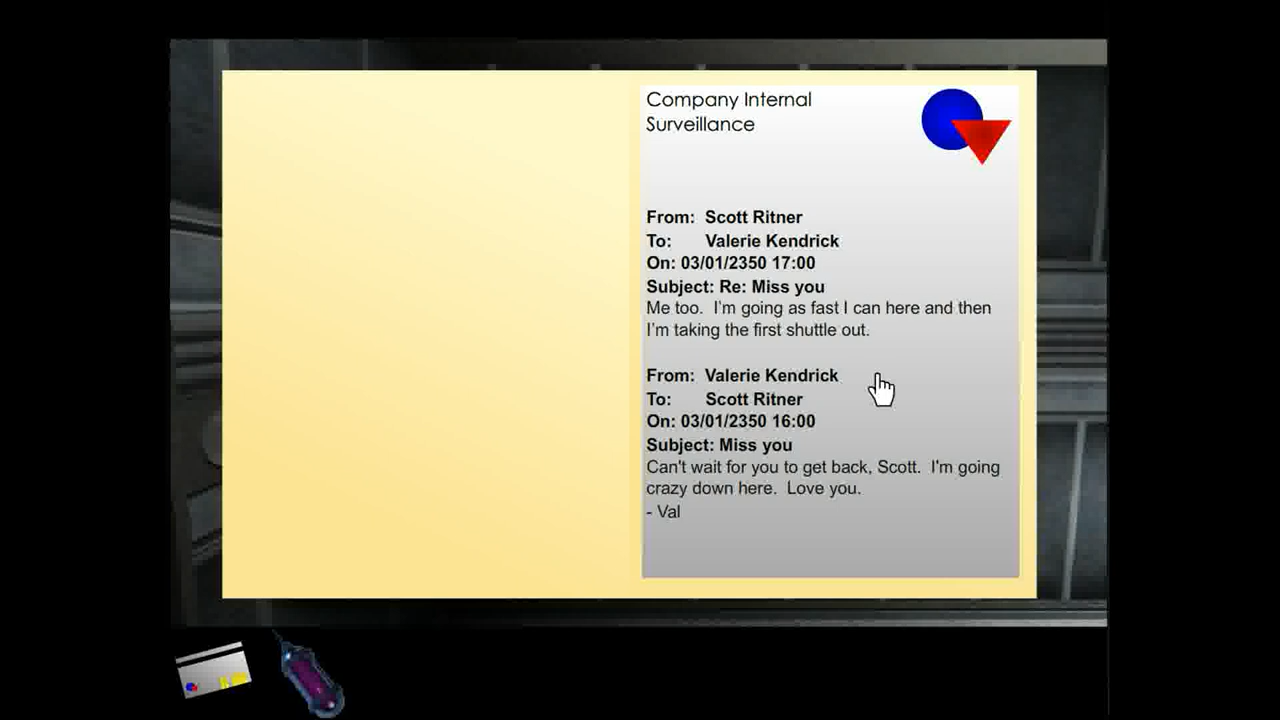 Company Internal
Surveillance
From: Scott Ritner
To: Valerie Kendrick
On: 03/01/2350 17:00
Subject: Re: Miss you
Me too. I'm going as fast I can here and then
I'm taking the first shuttle out.
From: Valerie Kendrick
To: Scott Ritner
On: 03/01/2350 16:00
Subject: Miss you
Can't wait for you to get back, Scott. I'm going
crazy down here. Love you.
- Val